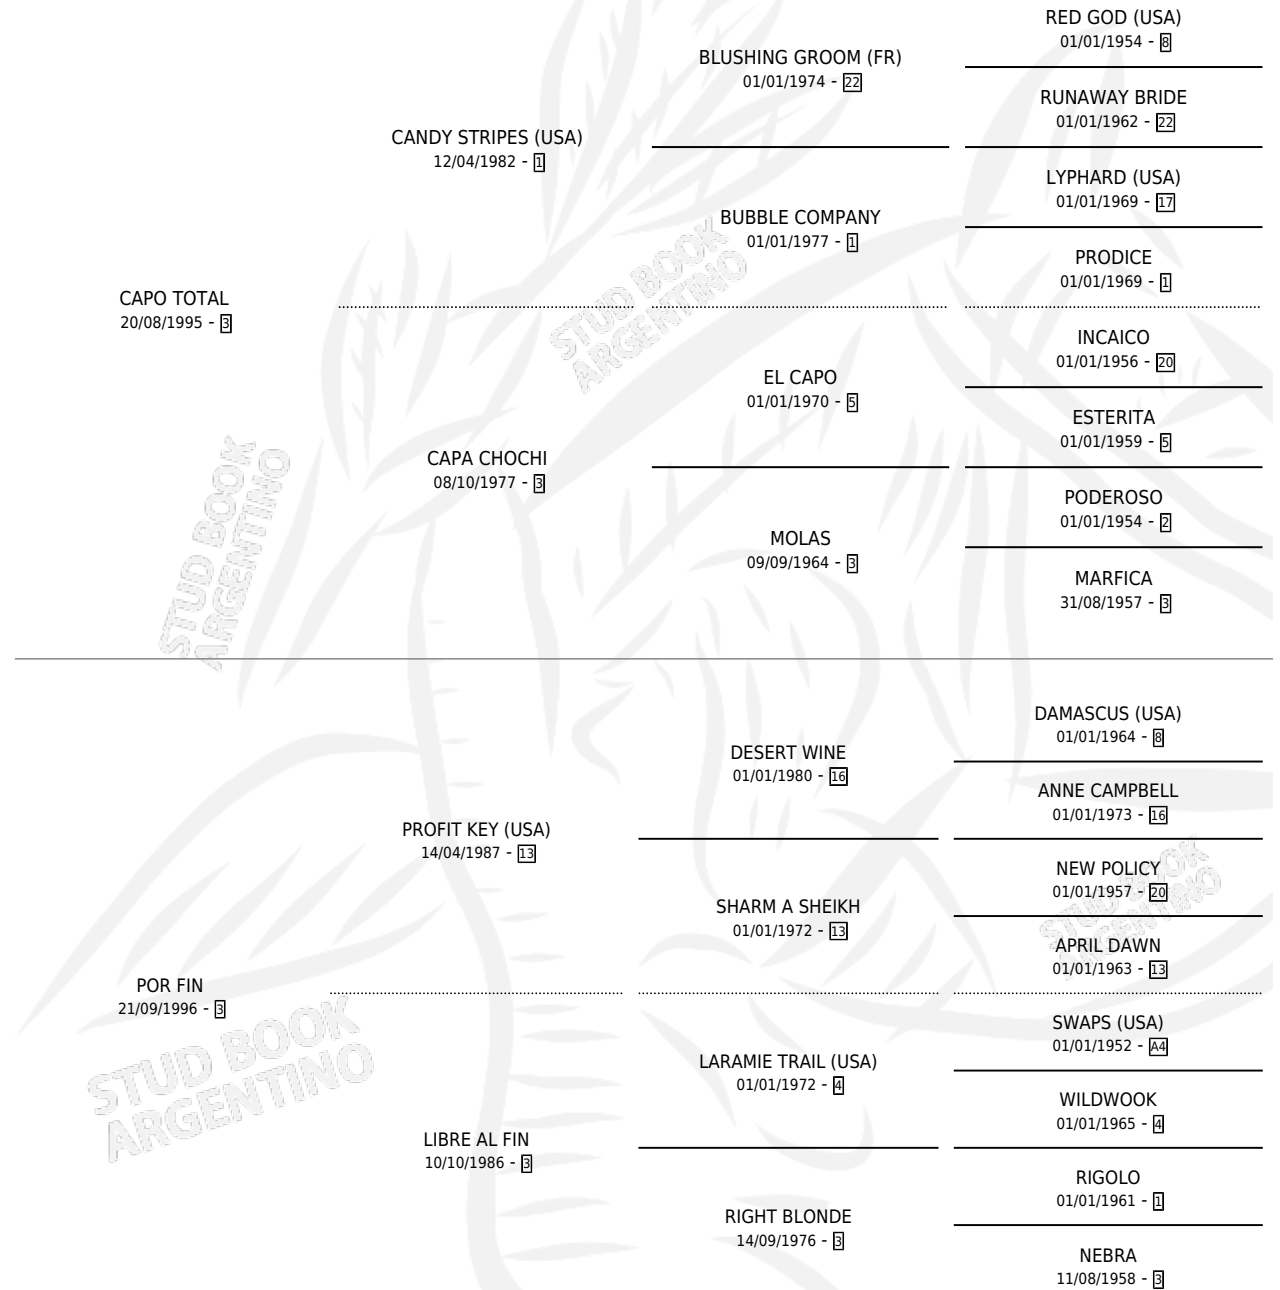 RED GOD (USA)
01/01/1954 - 8
BLUSHING GROOM (FR)
01/01/1974 - 22
RUNAWAY BRIDE
01/01/1962 - 22
CANDY STRIPES (USA)
12/04/1982 - 1
LYPHARD (USA)
01/01/1969 - 17
BUBBLE COMPANY
01/01/1977 - 1
PRODICE
01/01/1969 - 1
CAPO TOTAL
20/08/1995 - 3
INCAICO
01/01/1956 - 20
EL CAPO
01/01/1970 - 5
ESTERITA
01/01/1959 - 5
CAPA CHOCHI
08/10/1977 - 3
PODEROSO
01/01/1954 - 2
MOLAS
09/09/1964 - 3
MARFICA
31/08/1957 - 3
DAMASCUS (USA)
01/01/1964 - 8
DESERT WINE
01/01/1980 - 16
ANNE CAMPBELL
01/01/1973 - 16
PROFIT KEY (USA)
14/04/1987 - 13
NEW POLICY
01/01/1957 - 20
SHARM A SHEIKH
01/01/1972 - 13
APRIL DAWN
01/01/1963 - 13
POR FIN
21/09/1996 - 3
SWAPS (USA)
01/01/1952 - A4
LARAMIE TRAIL (USA)
01/01/1972 - 4
WILDWOOK
01/01/1965 - 4
LIBRE AL FIN
10/10/1986 - 3
RIGOLO
01/01/1961 - 1
RIGHT BLONDE
14/09/1976 - 3
NEBRA
11/08/1958 - 3
STUD BOOK
ARGENTINO
STUD BOOK
ARGENTINO
STUD BOOK
ARGENTINO
STUD BOOK
ARGENTINO